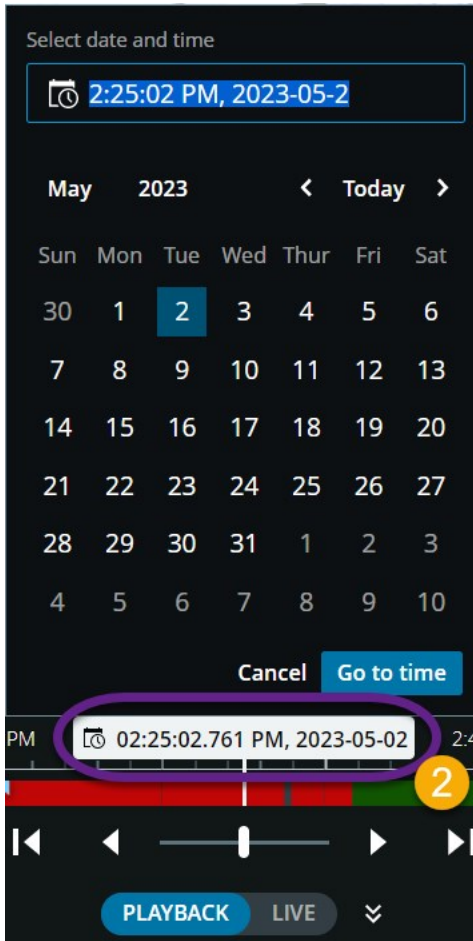 Select date and time
2:25:02 PM, 2023-05-2
May 2023 Today
Sun Mon Tue Wed Thur Fri Sat
30 1 2 3 4 5 6
7 8 9 10 11 12 13
14 15 16 17 18 19 20
21 22 23 24 25 26 27
28 29 30 31 1 2 3
4 5 6 7 8 9 10
Cancel Go to time
PM 02:25:02.761 PM, 2023-05-02 2:4
2
PLAYBACK LIVE